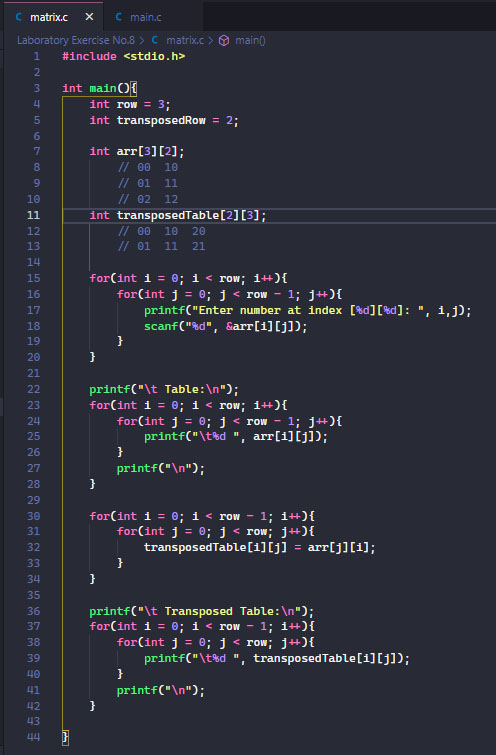 matrix.c × main.c
Laboratory Exercise No.8 > matrix.c > main()
1 #include <stdio.h>
2
3 int main(){
4 int row = 3;
5 int transposedRow = 2;
6
7 int arr[3][2];
8 // 00 10
9 // 01 11
10 // 02 12
11 int transposedTable[2][3];
12 // 00 10 20
13 // 01 11 21
14
15 for(int i = 0; i < row; i++){
16 for(int j = 0; j < row - 1; j++){
17 printf("Enter number at index [%d][%d]: ", i,j);
18 scanf("%d", &arr[i][j]);
19 }
20 }
21
22 printf("\t Table:\n");
23 for(int i = 0; i < row; i++){
24 for(int j = 0; j < row - 1; j++){
25 printf("\t%d ", arr[i][j]);
26 }
27 printf("\n");
28 }
29
30 for(int i = 0; i < row - 1; i++){
31 for(int j = 0; j < row; j++){
32 transposedTable[i][j] = arr[j][i];
33 }
34 }
35
36 printf("\t Transposed Table:\n");
37 for(int i = 0; i < row - 1; i++){
38 for(int j = 0; j < row; j++){
39 printf("\t%d ", transposedTable[i][j]);
40 }
41 printf("\n");
42 }
43
44 }